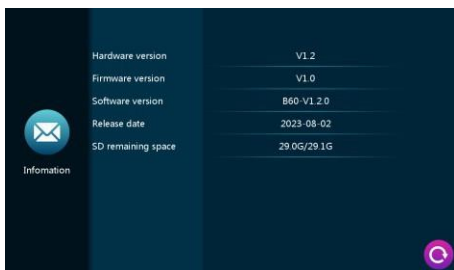 Hardware version V1.2
Firmware version V1.0
Software version B60-V1.2.0
Release date 2023-08-02
SD remaining space 29.0G/29.1G
Infomation